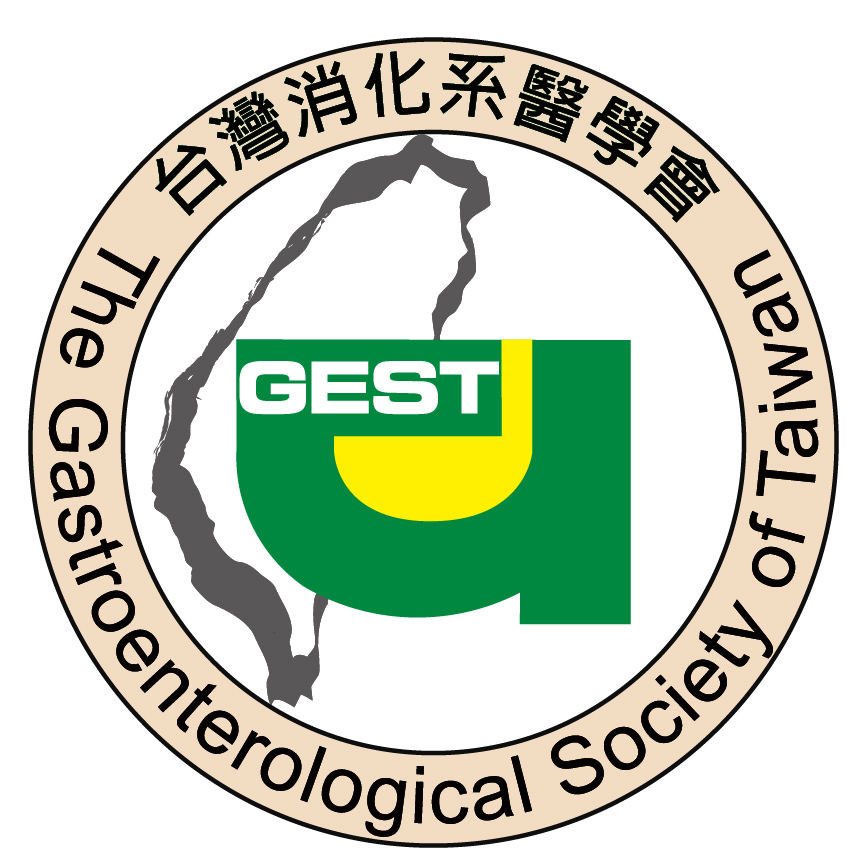 台灣消化系醫學會
GEST
The Gastroenterological Society of Taiwan